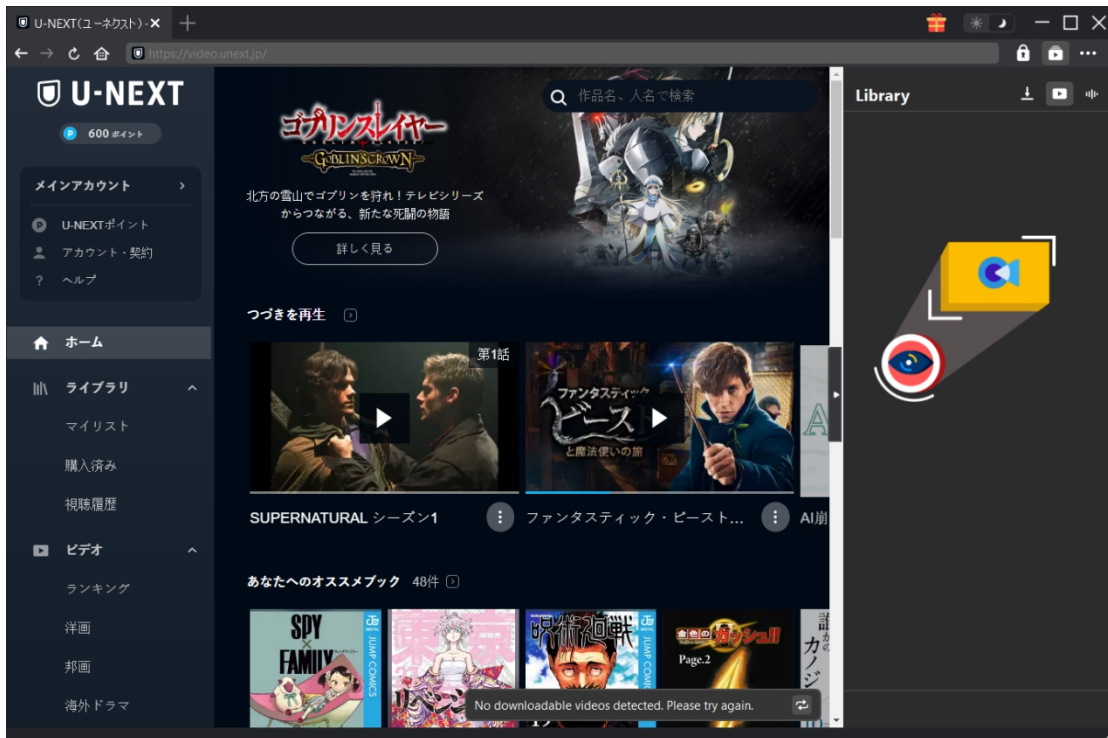 U-NEXT(ユーネクスト) -
https://video.unext.jp/
U-NEXT
600 ポイント
メインアカウント
U-NEXTポイント
アカウント・契約
ヘルプ
ホーム
ライブラリ
マイリスト
購入済み
視聴履歴
ビデオ
ランキング
洋画
邦画
海外ドラマ
作品名、人名で検索
ゴブリンスレイヤー
GOBLIN'S CROWN
北方の雪山でゴブリンを狩れ！テレビシリーズ
からつながる、新たな死闘の物語
詳しく見る
つづきを再生
第1話
ファンタスティック
ビースト
と魔法使いの旅
SUPERNATURAL シーズン1
ファンタスティック・ビースト...
AI崩
あなたへのオススメブック 48件
SPY
FAMILY
JUMP COMICS
呪術廻戦
JUMP COMICS
金色のガッシュ!!
Page.2
誰かの
カノジ
No downloadable videos detected. Please try again.
Library